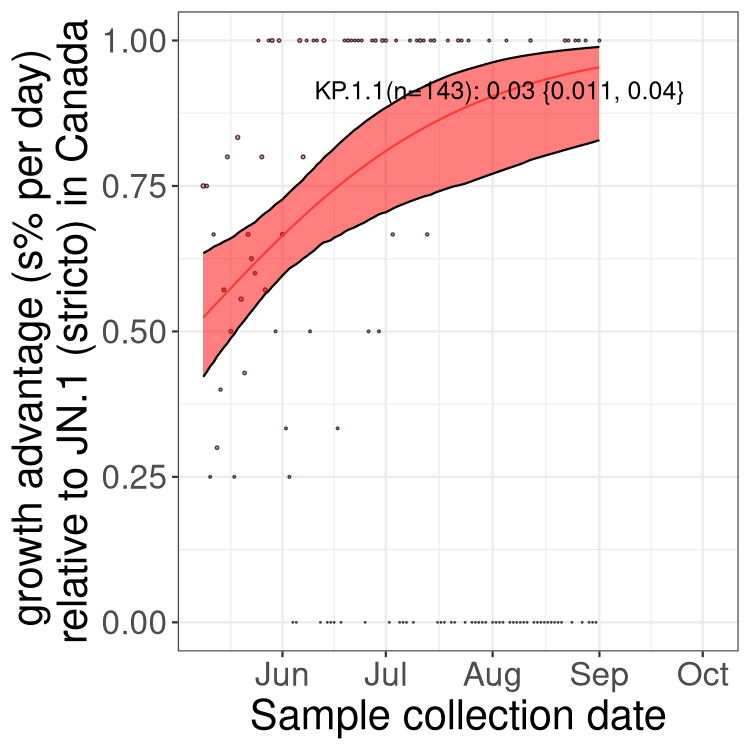 growth advantage (s% per day)
relative to JN.1 (stricto) in Canada
1.00
0.75
0.50
0.25
0.00
KP.1.1(n=143): 0.03 {0.011, 0.04}
Jun Jul Aug Sep Oct
Sample collection date